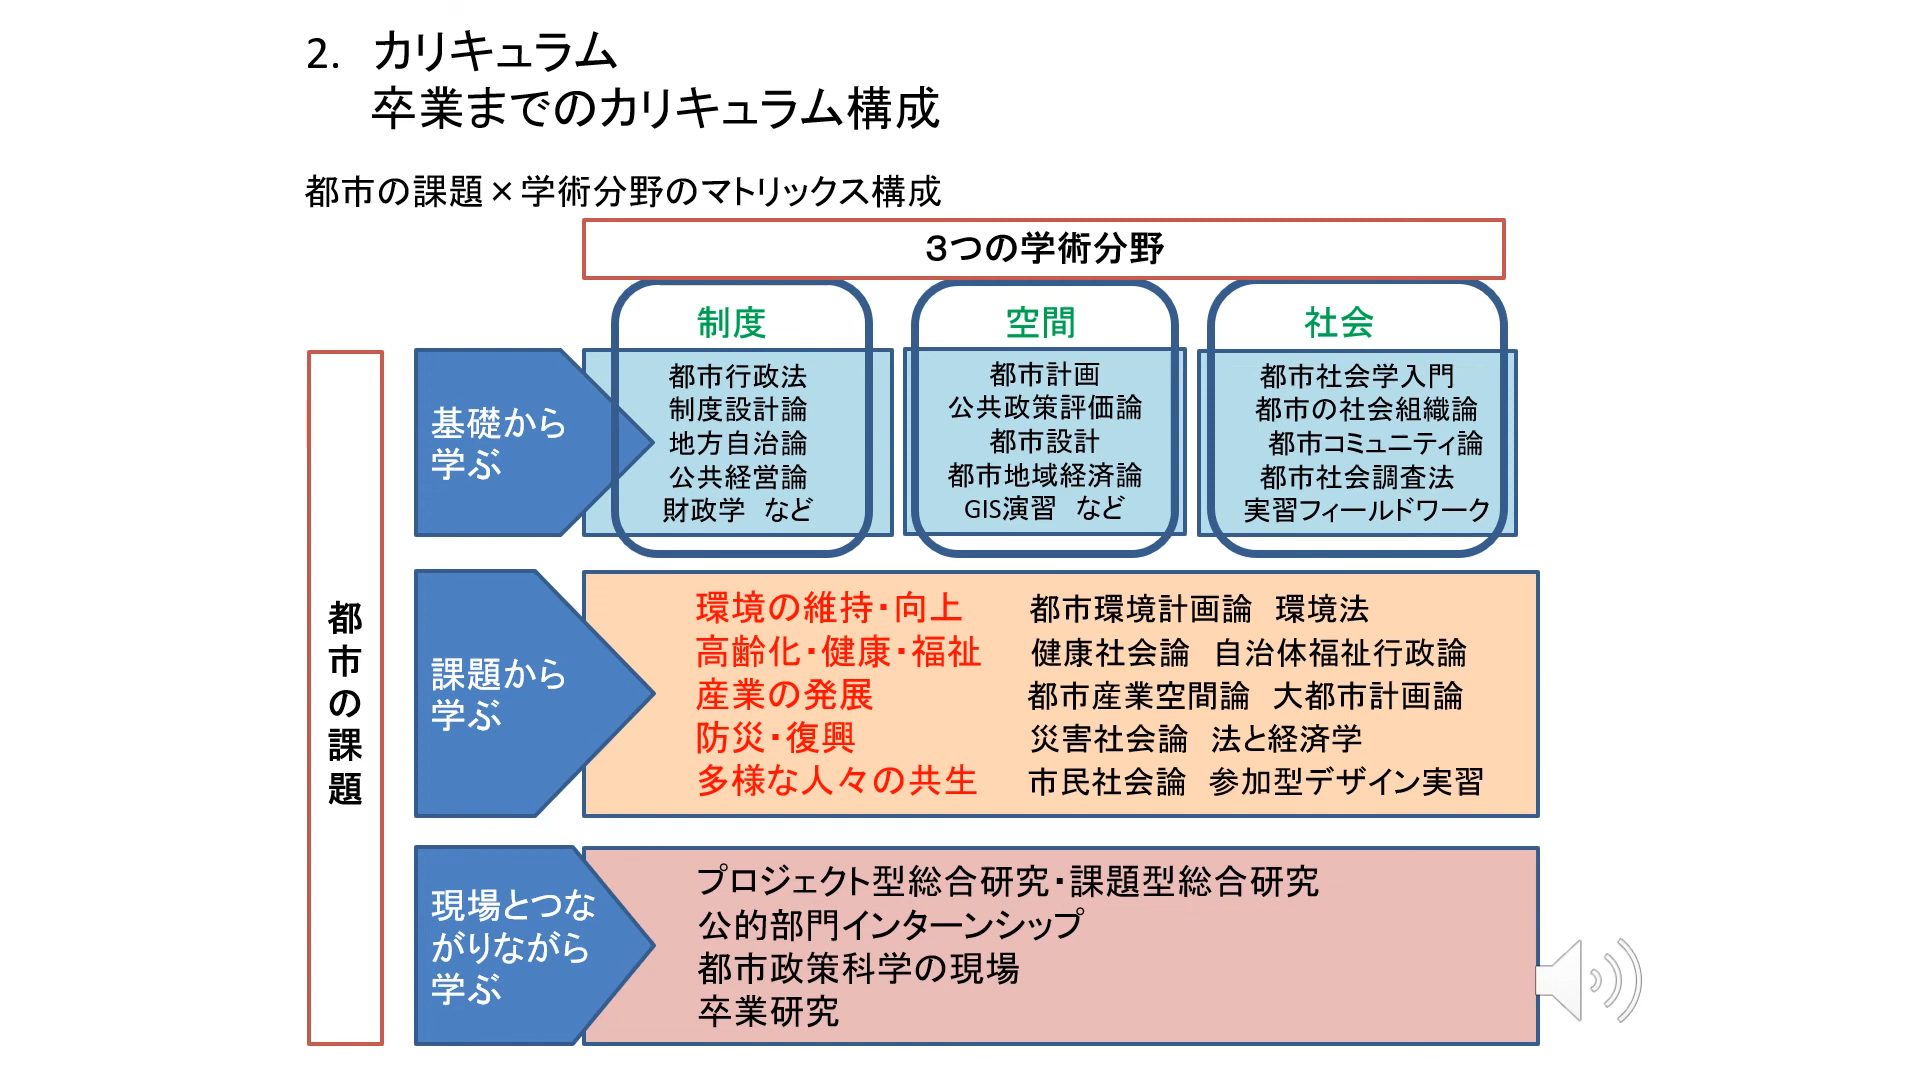 2. カリキュラム
卒業までのカリキュラム構成
都市の課題×学術分野のマトリックス構成
3つの学術分野
制度
空間
社会
都市の課題
基礎から
学ぶ
都市行政法
制度設計論
地方自治論
公共経営論
財政学 など
都市計画
公共政策評価論
都市設計
都市地域経済論
GIS演習 など
都市社会学入門
都市の社会組織論
都市コミュニティ論
都市社会調査法
実習フィールドワーク
課題から
学ぶ
環境の維持・向上 都市環境計画論 環境法
高齢化・健康・福祉 健康社会論 自治体福祉行政論
産業の発展 都市産業空間論 大都市計画論
防災・復興 災害社会論 法と経済学
多様な人々の共生 市民社会論 参加型デザイン実習
現場とつな
がりながら
学ぶ
プロジェクト型総合研究・課題型総合研究
公的部門インターンシップ
都市政策科学の現場
卒業研究